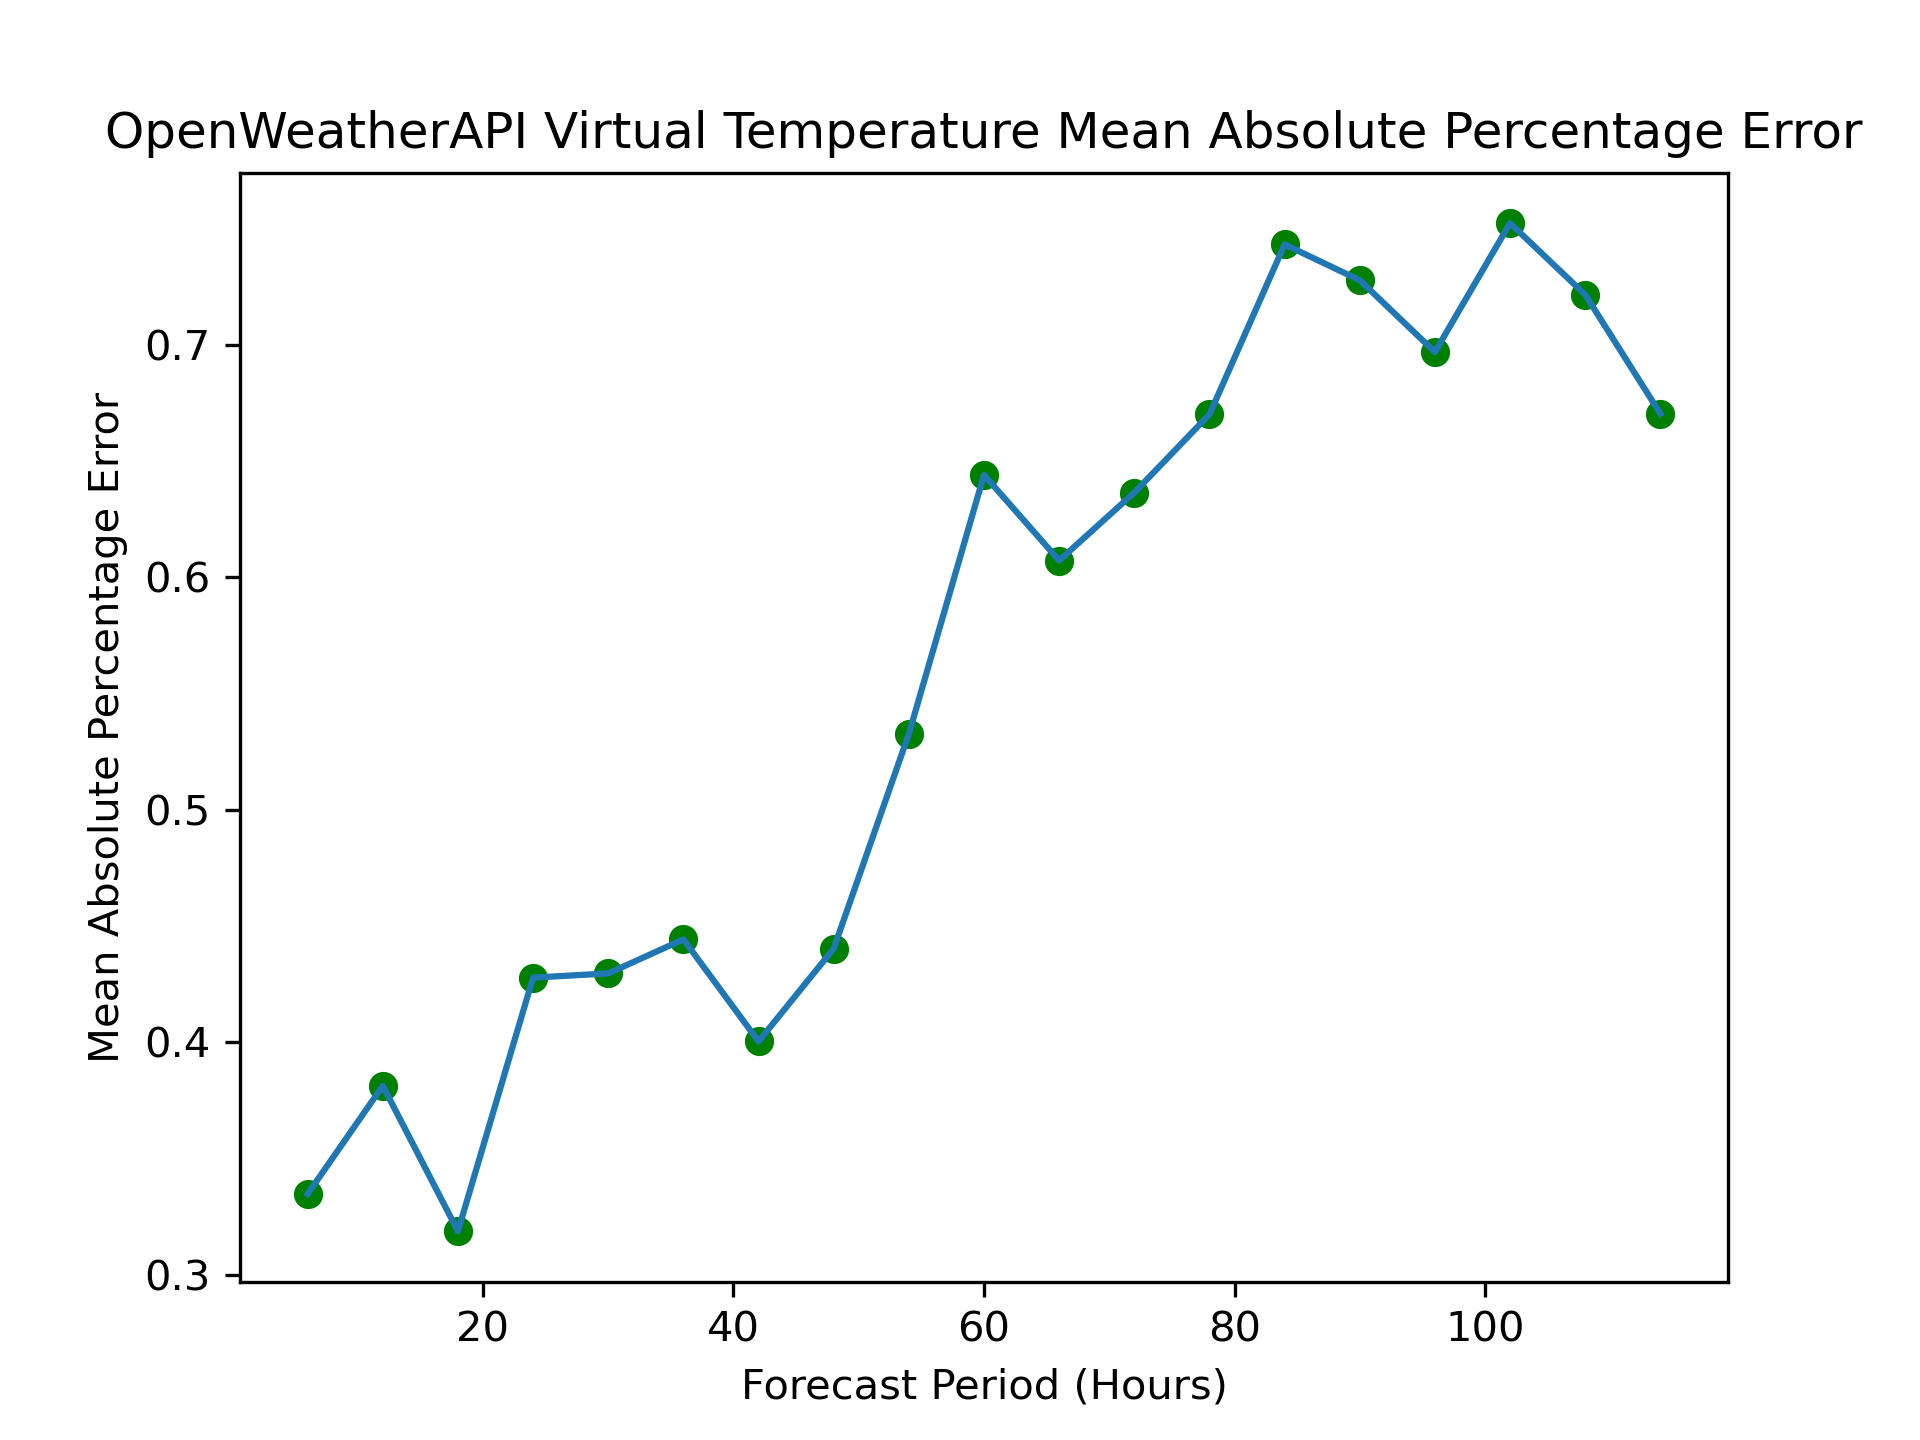 OpenWeatherAPI Virtual Temperature Mean Absolute Percentage Error
Mean Absolute Percentage Error
0.7
0.6
0.5
0.4
0.3
20 40 60 80 100
Forecast Period (Hours)